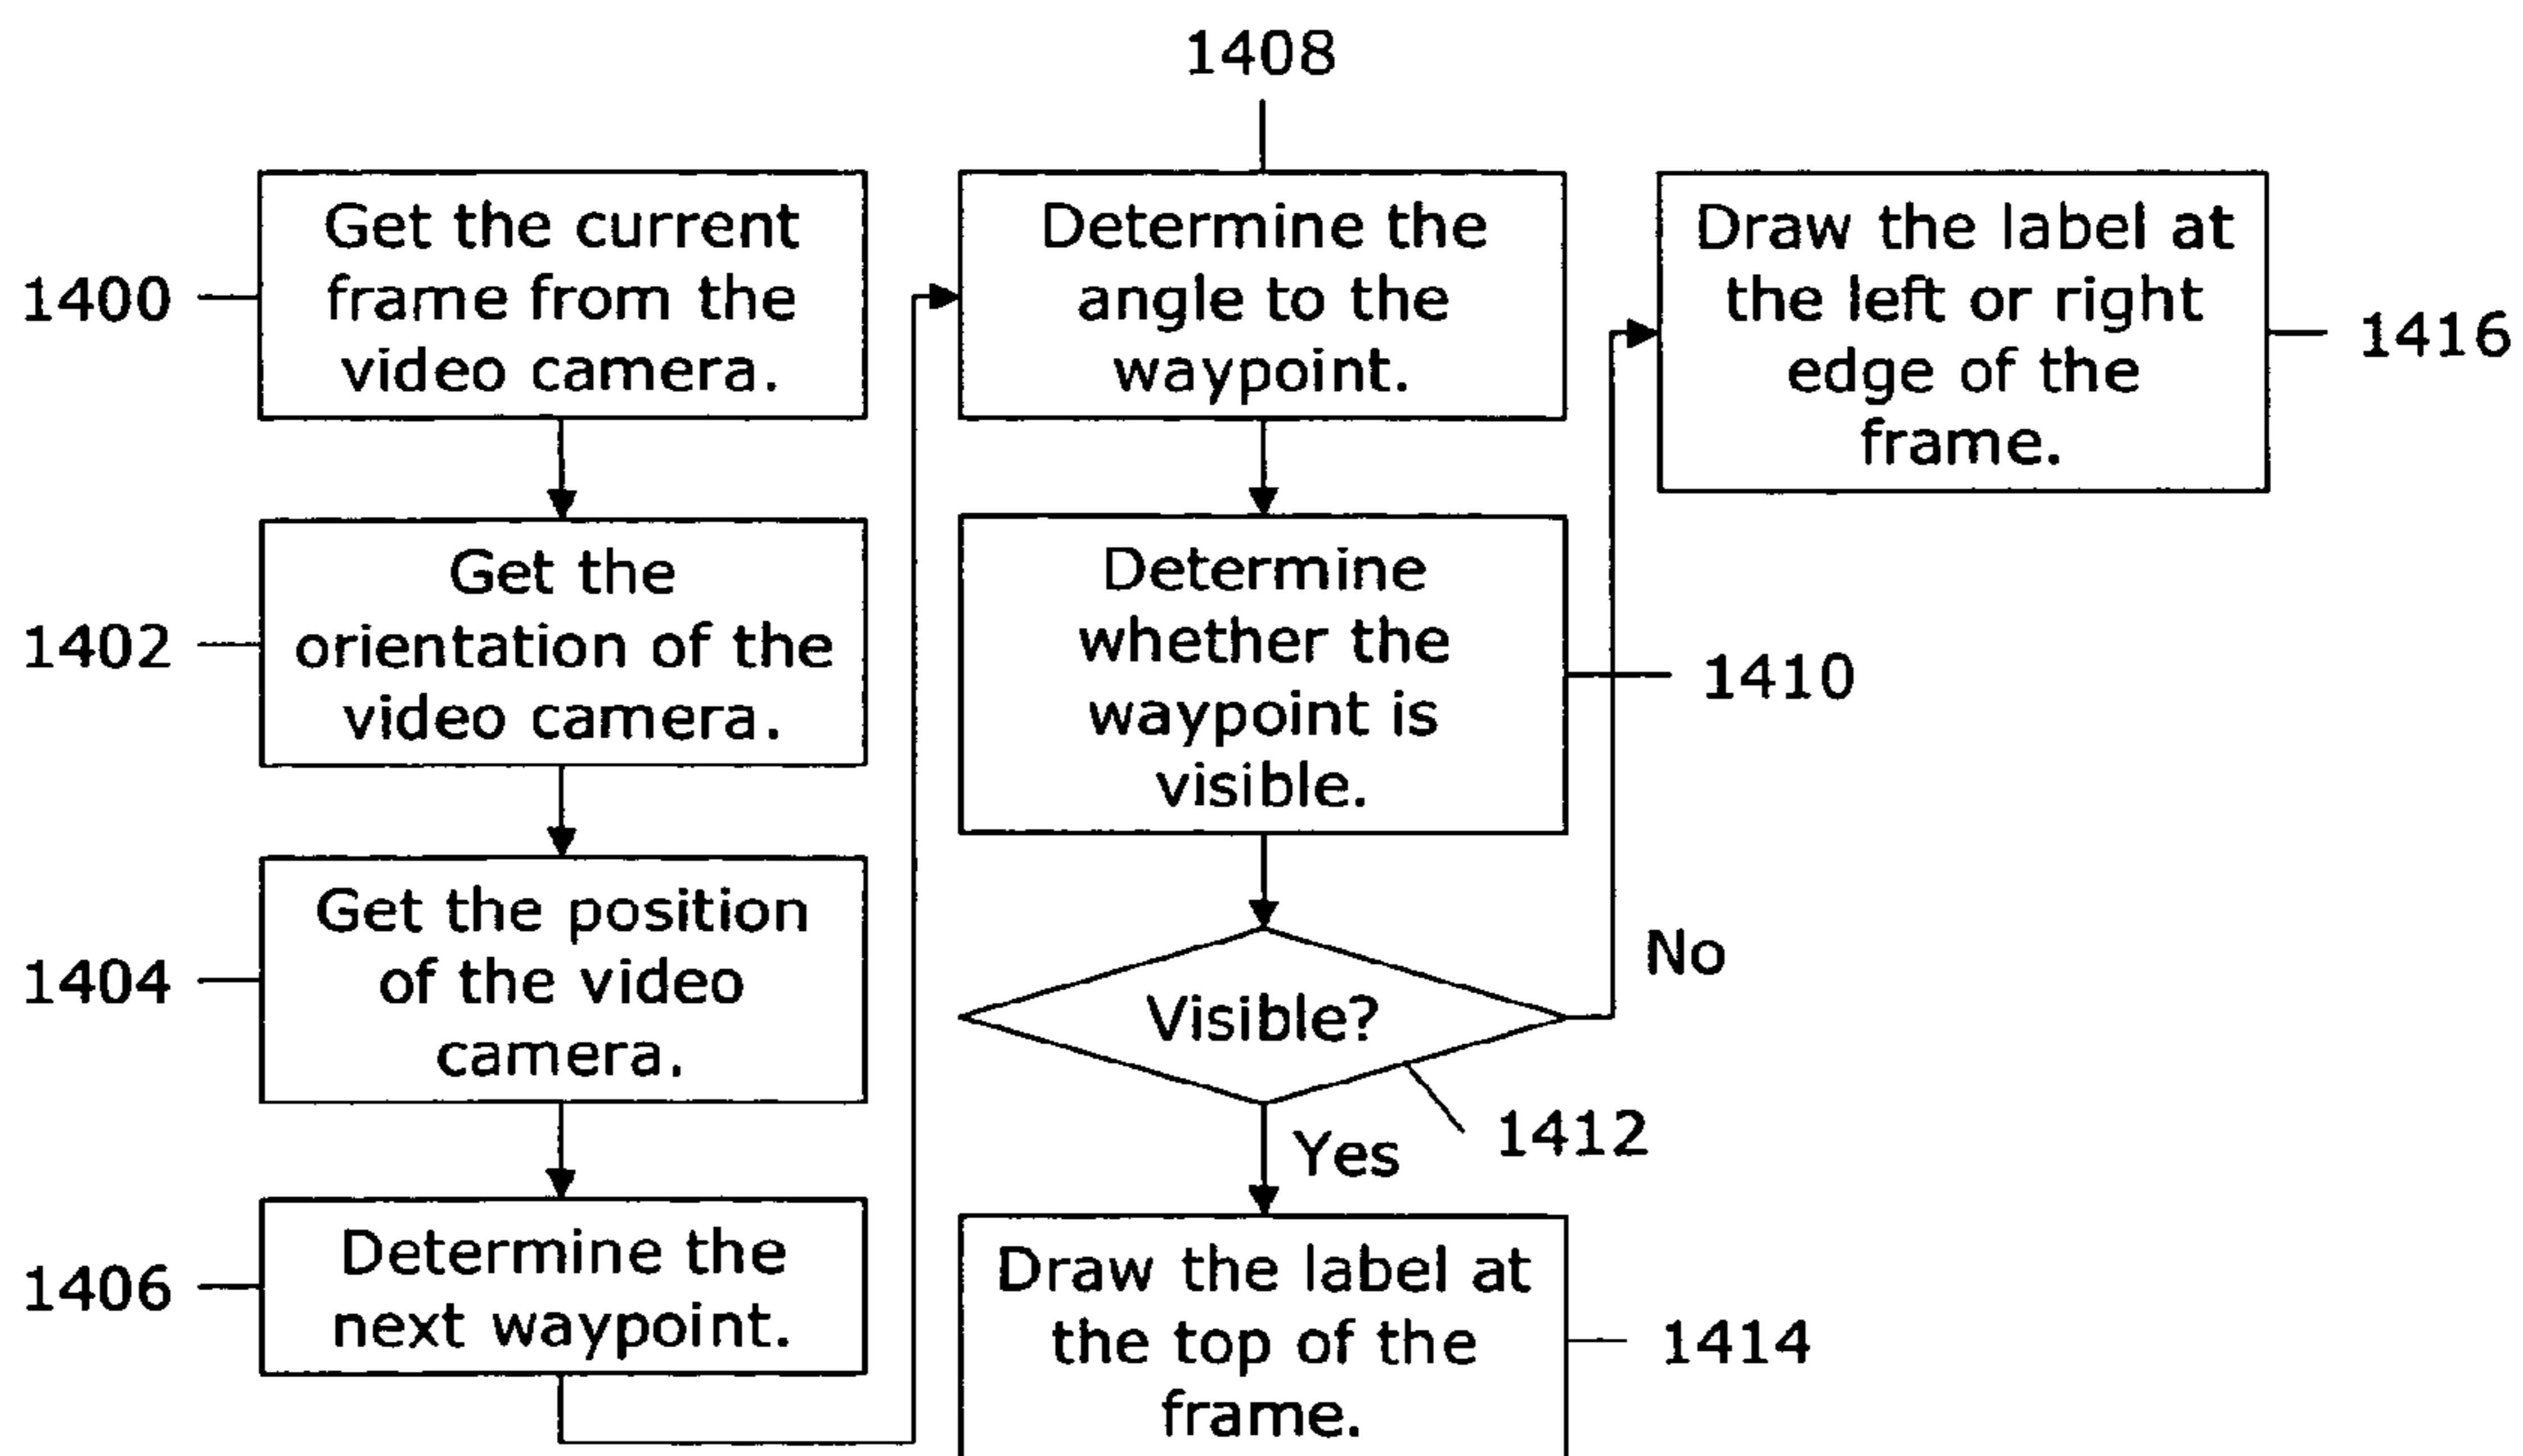 1400
Get the current
frame from the
video camera.
1402
Get the
orientation of the
video camera.
1404
Get the position
of the video
camera.
1406
Determine the
next waypoint.
1408
Determine the
angle to the
waypoint.
Determine
whether the
waypoint is
visible.
1410
Visible?
No
1412
Yes
Draw the label at
the top of the
frame.
1414
Draw the label at
the left or right
edge of the
frame.
1416